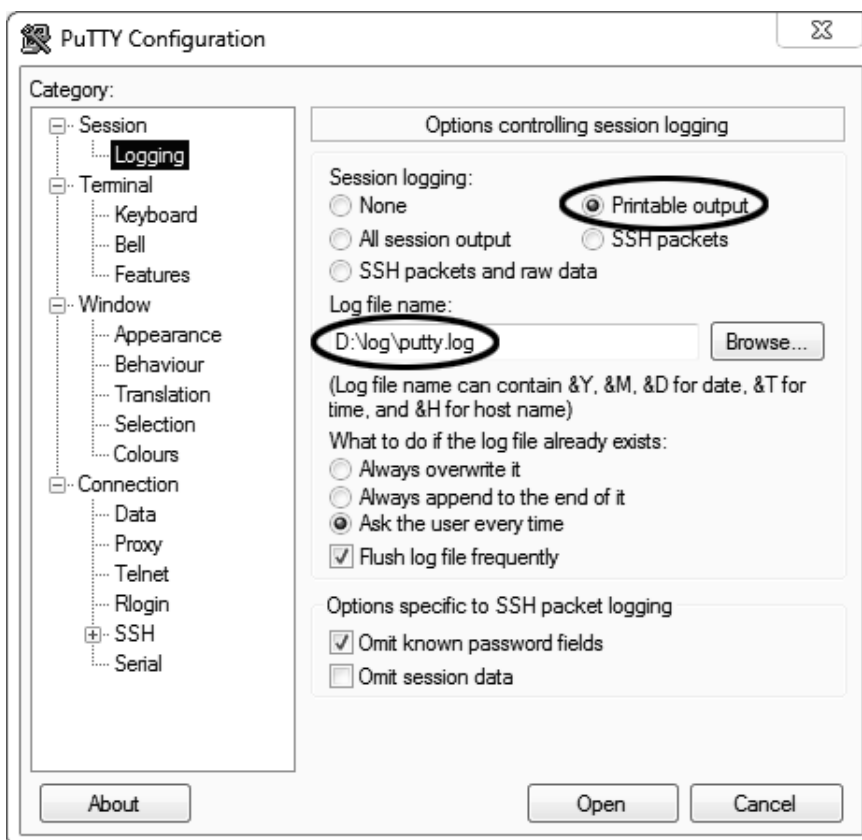 PuTTY Configuration
Category:
Session
Logging
Terminal
Keyboard
Bell
Features
Window
Appearance
Behaviour
Translation
Selection
Colours
Connection
Data
Proxy
Telnet
Rlogin
SSH
Serial
Options controlling session logging
Session logging:
None
Printable output
All session output
SSH packets
SSH packets and raw data
Log file name:
D:\log\putty.log
Browse...
(Log file name can contain &Y, &M, &D for date, &T for
time, and &H for host name)
What to do if the log file already exists:
Always overwrite it
Always append to the end of it
Ask the user every time
Flush log file frequently
Options specific to SSH packet logging
Omit known password fields
Omit session data
About
Open
Cancel